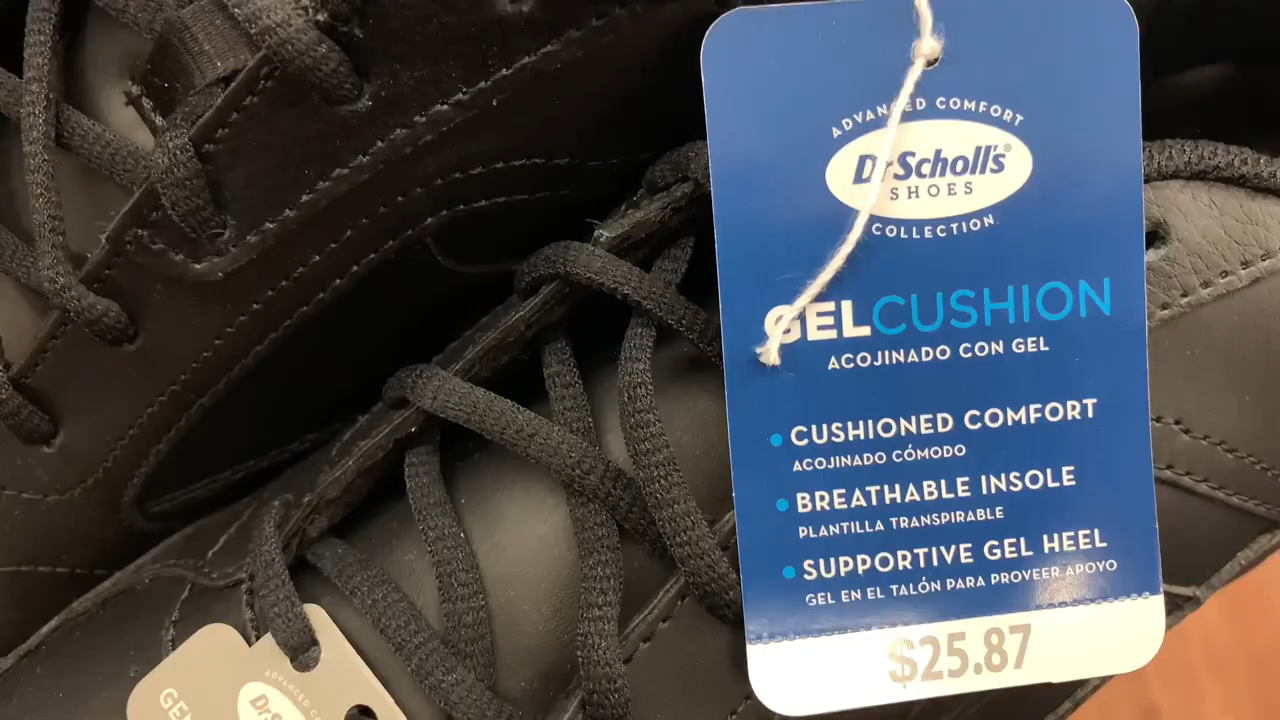 ADVANCED COMFORT
Dr Scholl's®
SHOES
COLLECTION
GELCUSHION
ACOJINADO CON GEL
• CUSHIONED COMFORT
ACOJINADO CÓMODO
• BREATHABLE INSOLE
PLANTILLA TRANSPIRABLE
• SUPPORTIVE GEL HEEL
GEL EN EL TALÓN PARA PROVEER APOYO
$25.87
ADVANCED